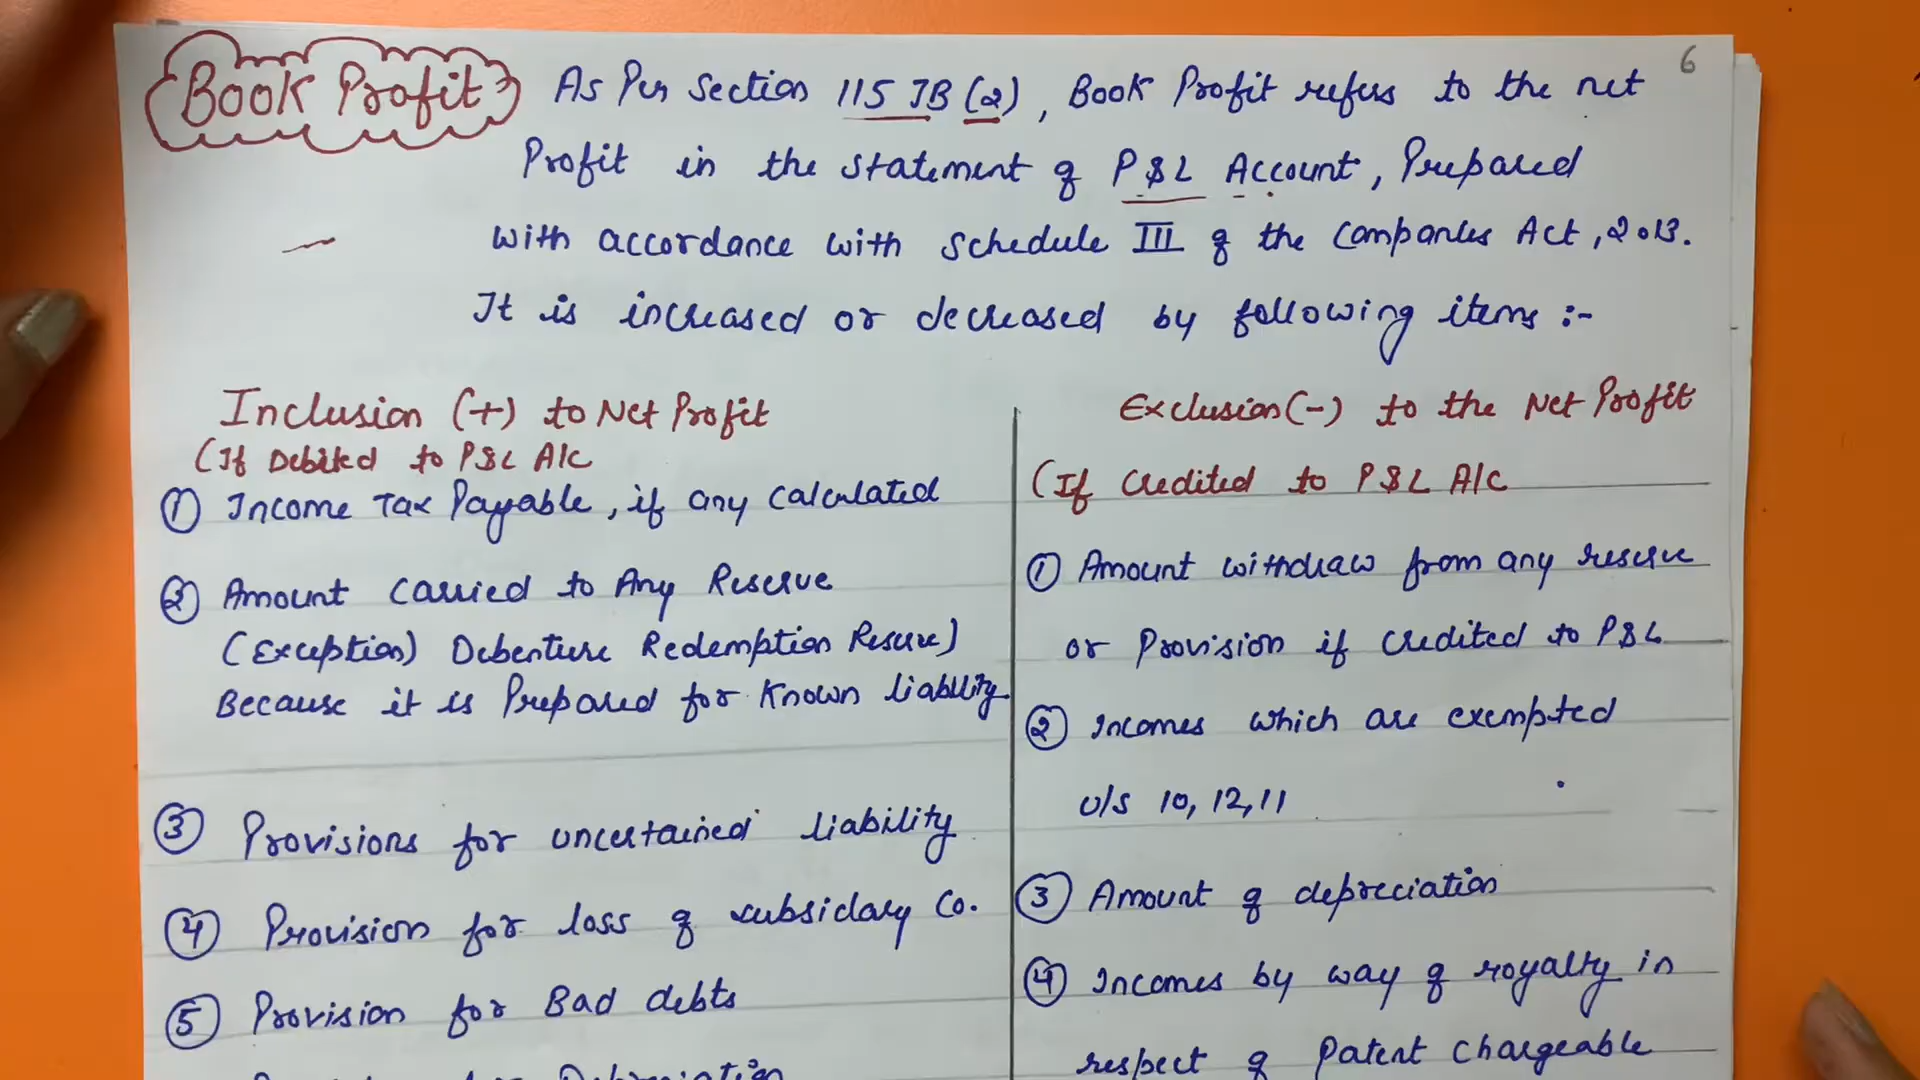 6
Book Profit
As Per Section 115 JB (2), Book Profit refers to the net
Profit in the statement of P&L Account, Prepared
with accordance with Schedule III of the Companies Act, 2013.
It is increased or decreased by following items :-
Inclusion (+) to Net Profit
(If Debited to P&L A/c
① Income Tax Payable, if any calculated
② Amount Carried to Any Reserve
(Exception) Debenture Redemption Reserve)
Because it is Prepared for known liability
③ Provisions for uncertained liability
④ Provision for loss of subsidary Co.
⑤ Provision for Bad debts
Exclusion (-) to the Net Profit
(If Credited to P&L A/c
① Amount withdraw from any reserve
or Provision if Credited to P&L
② Incomes which are exempted
U/s 10, 12, 11
③ Amount of depreciation
④ Incomes by way of royalty in
respect of Patent Chargeable